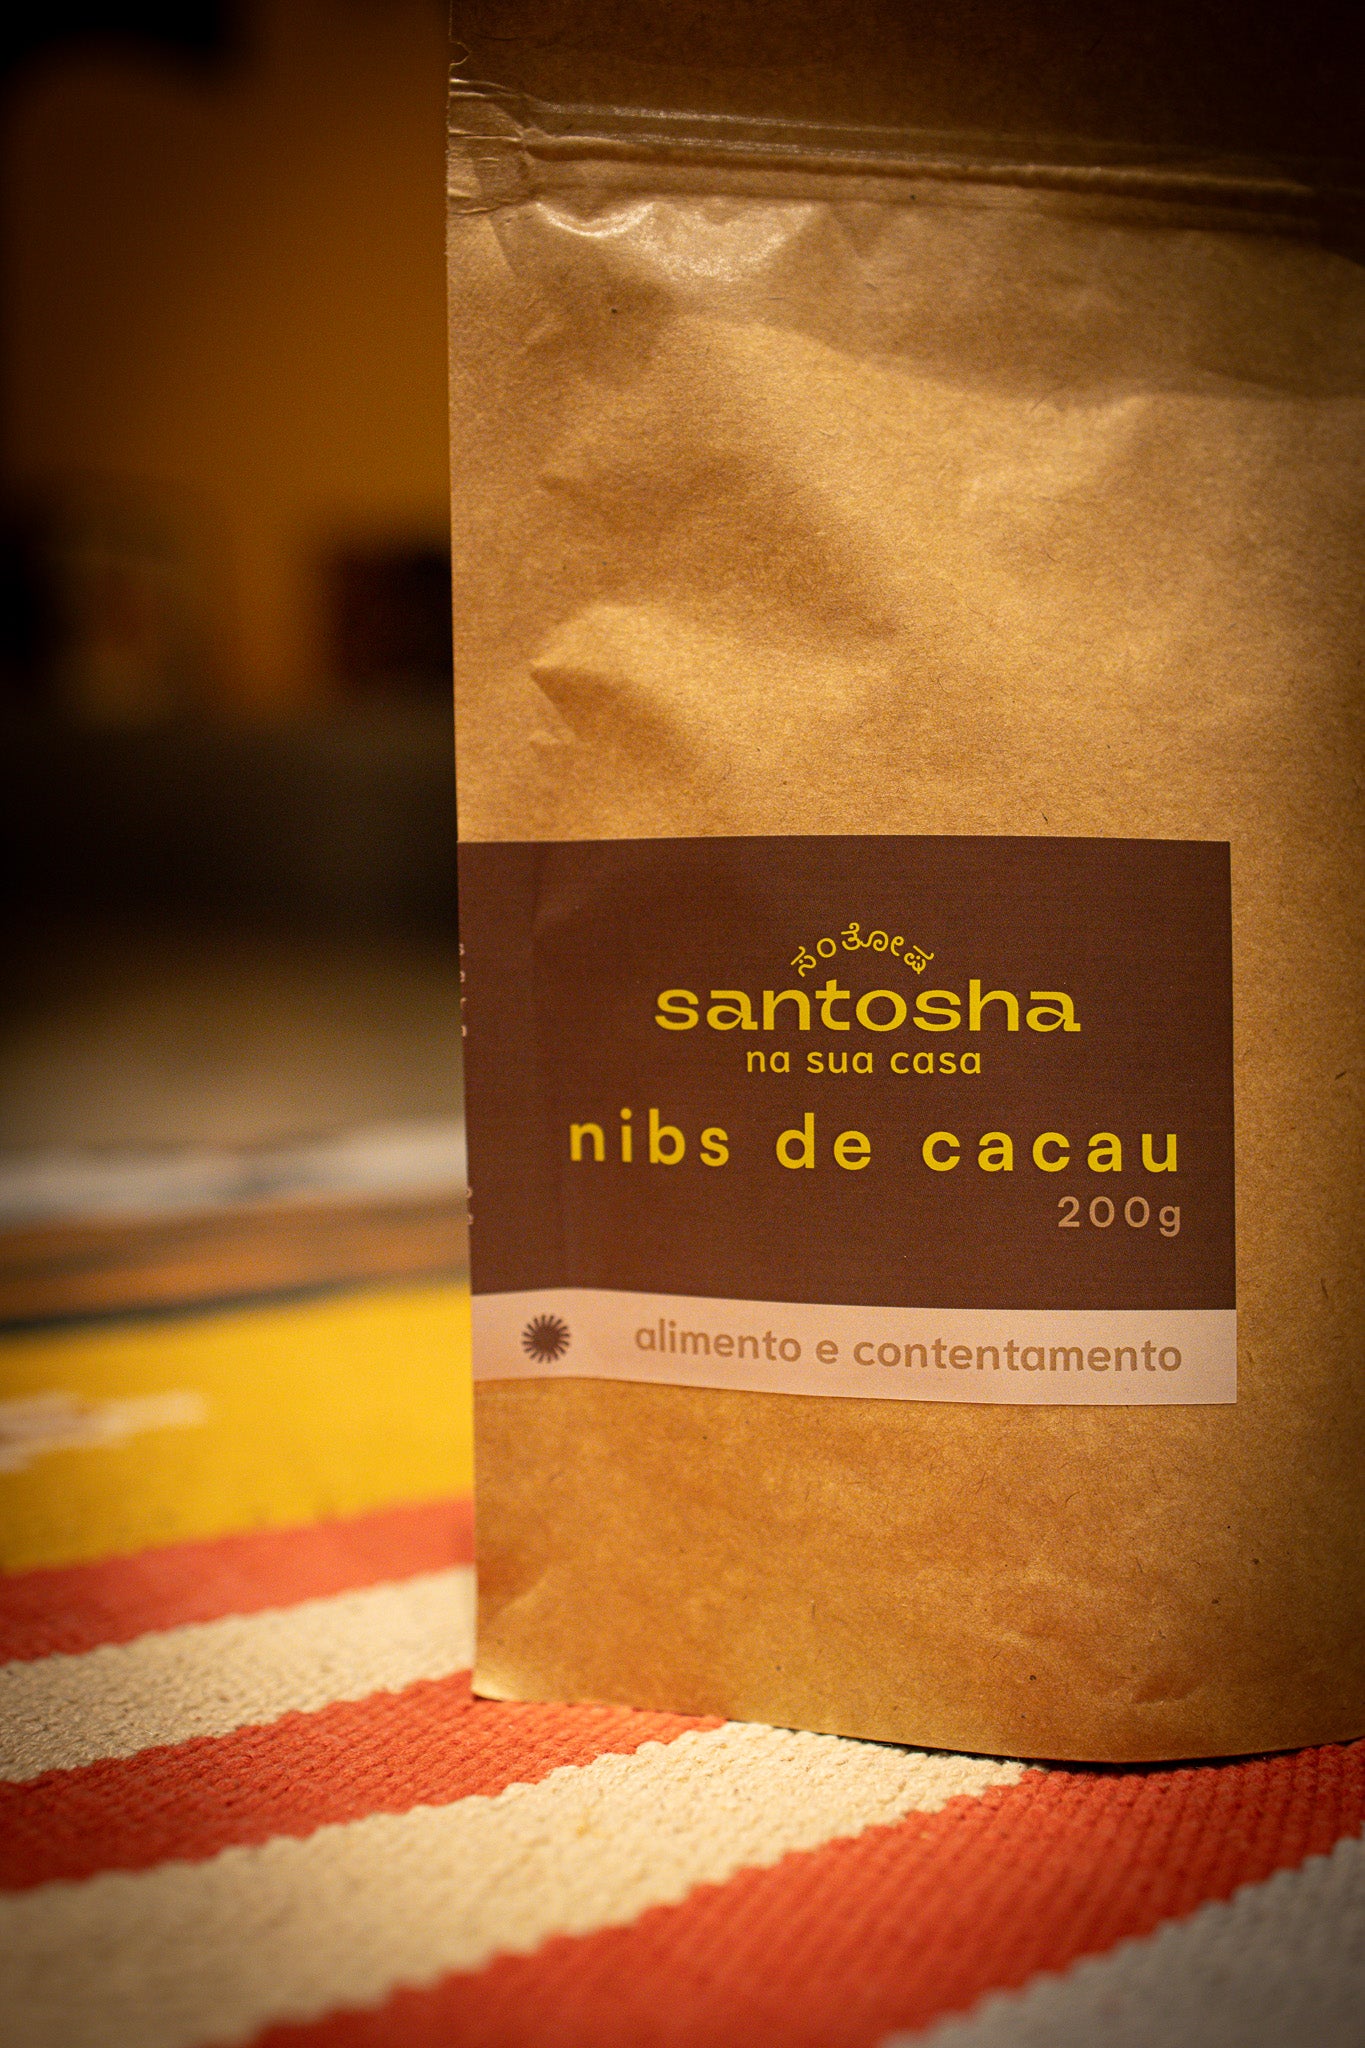 ಸಂತೋಷ
santosha
na sua casa
nibs de cacau
200g
alimento e contentamento